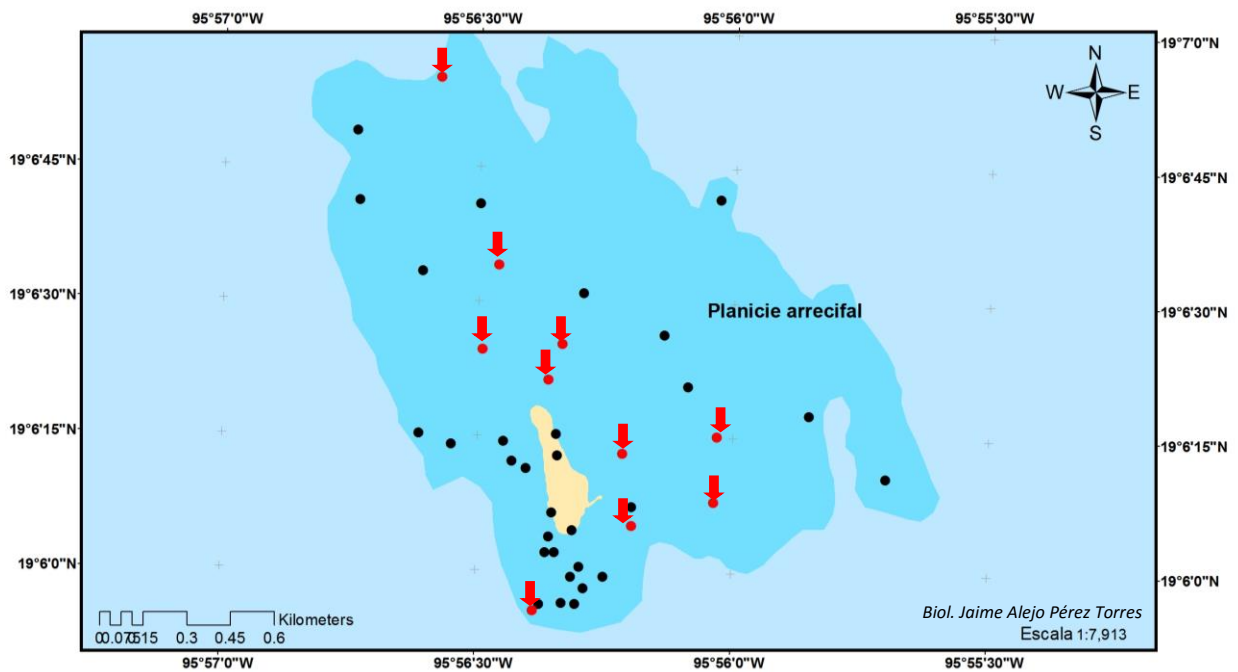 95°57'0"W 95°56'30"W 95°56'0"W 95°55'30"W
19°7'0"N
N
W E
S
19°6'45"N 19°6'45"N
19°6'30"N 19°6'30"N
Planicie arrecifal
19°6'15"N 19°6'15"N
19°6'0"N 19°6'0"N
Biol. Jaime Alejo Pérez Torres
Kilometers
0 0.3 0.45 0.6
Escala 1:7,913
95°57'0"W 95°56'30"W 95°56'0"W 95°55'30"W